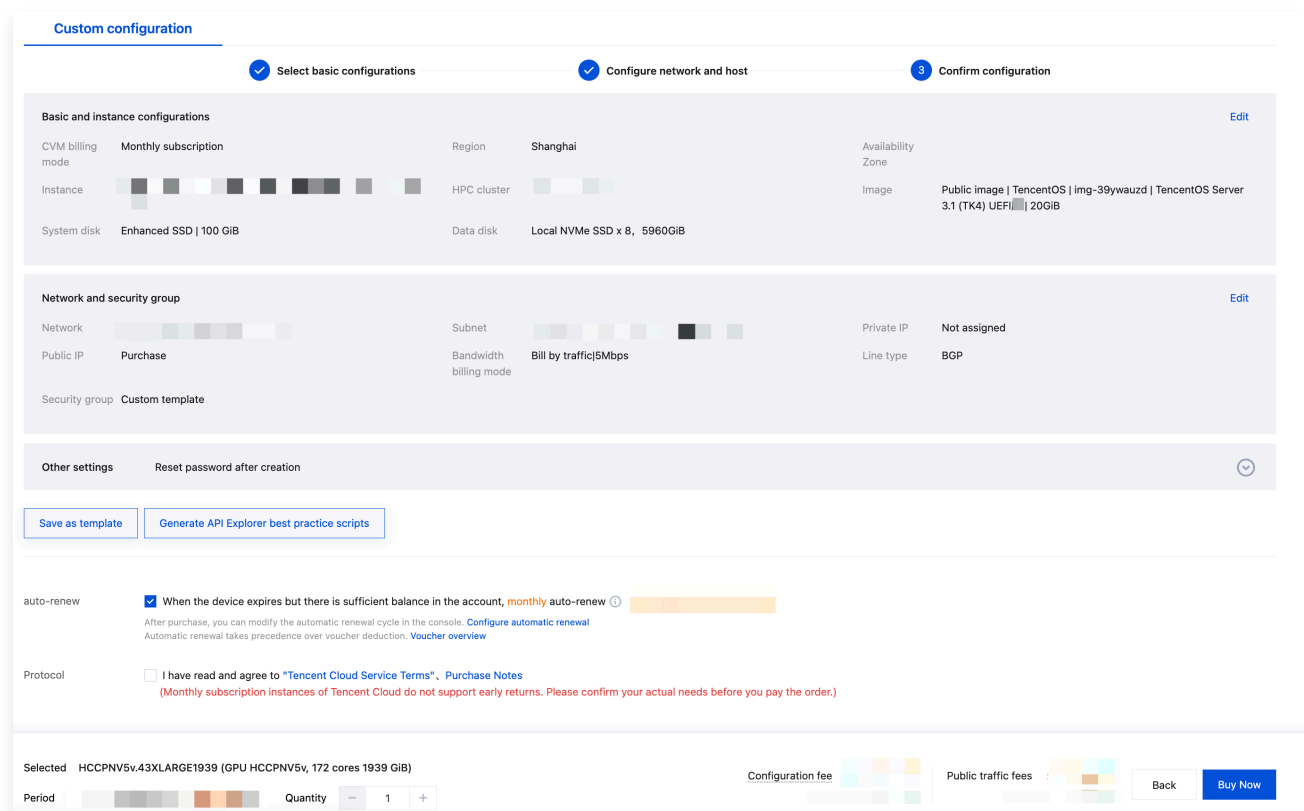 Custom configuration
Select basic configurations
Configure network and host
3
Confirm configuration
Basic and instance configurations
Edit
CVM billing mode
Monthly subscription
Region
Shanghai
Availability Zone
Instance
HPC cluster
Image
Public image | TencentOS | img-39ywauzd | TencentOS Server
3.1 (TK4) UEFI | 20GiB
System disk
Enhanced SSD | 100 GiB
Data disk
Local NVMe SSD x 8, 5960GiB
Network and security group
Edit
Network
Subnet
Private IP
Not assigned
Public IP
Purchase
Bandwidth billing mode
Bill by traffic|5Mbps
Line type
BGP
Security group
Custom template
Other settings
Reset password after creation
Save as template
Generate API Explorer best practice scripts
auto-renew
When the device expires but there is sufficient balance in the account, monthly auto-renew
After purchase, you can modify the automatic renewal cycle in the console. Configure automatic renewal
Automatic renewal takes precedence over voucher deduction. Voucher overview
Protocol
I have read and agree to "Tencent Cloud Service Terms"、Purchase Notes
(Monthly subscription instances of Tencent Cloud do not support early returns. Please confirm your actual needs before you pay the order.)
Selected
HCCPNV5v.43XLARGE1939 (GPU HCCPNV5v, 172 cores 1939 GiB)
Configuration fee
Public traffic fees
Back
Buy Now
Period
Quantity
1